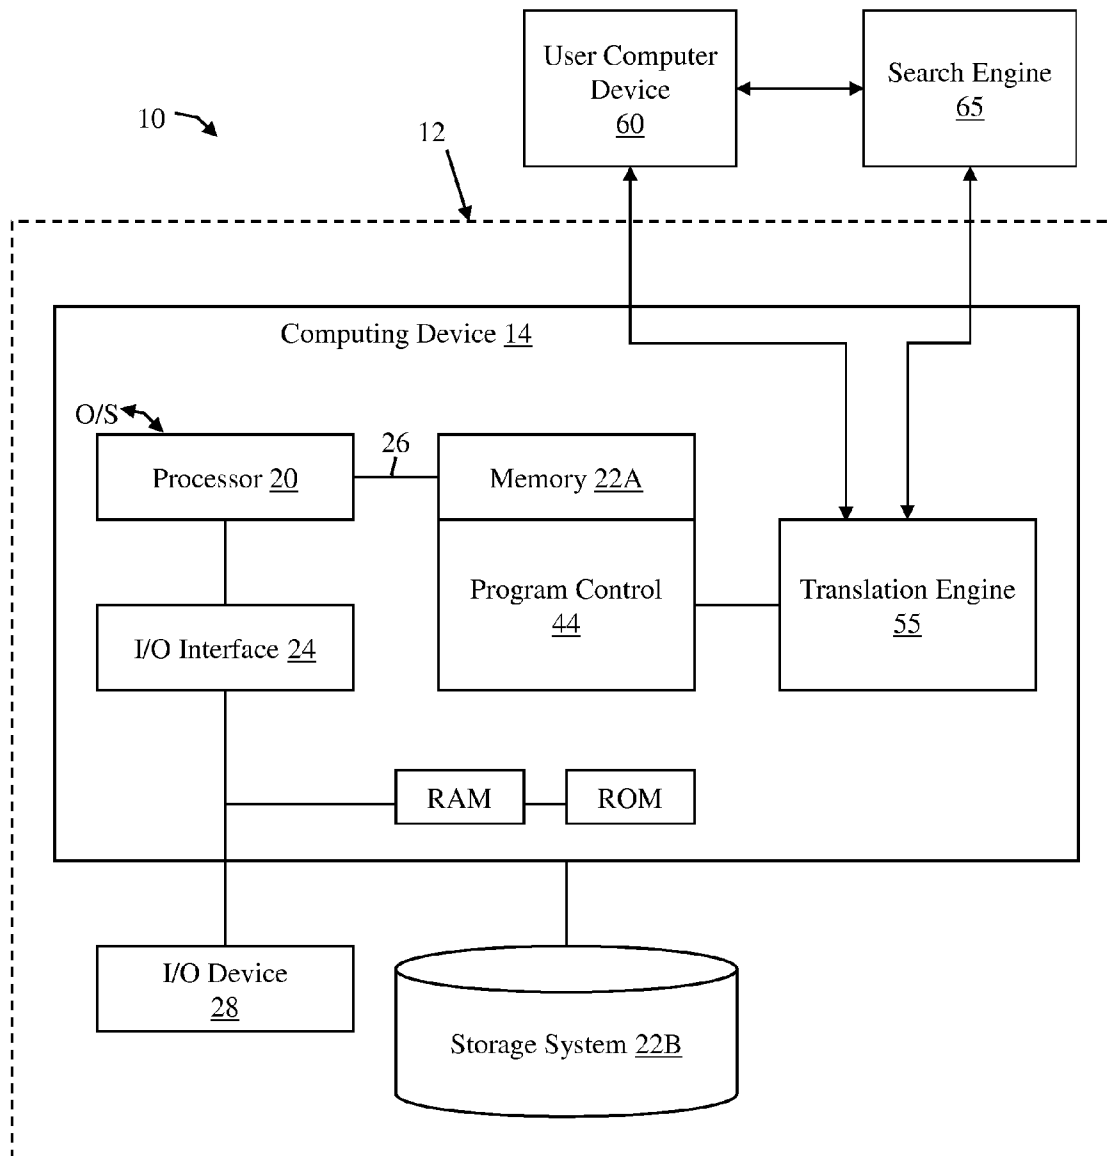 User Computer
Device
60
Search Engine
65
10
12
Computing Device 14
O/S
26
Processor 20
Memory 22A
Program Control
44
Translation Engine
55
I/O Interface 24
RAM
ROM
I/O Device
28
Storage System 22B